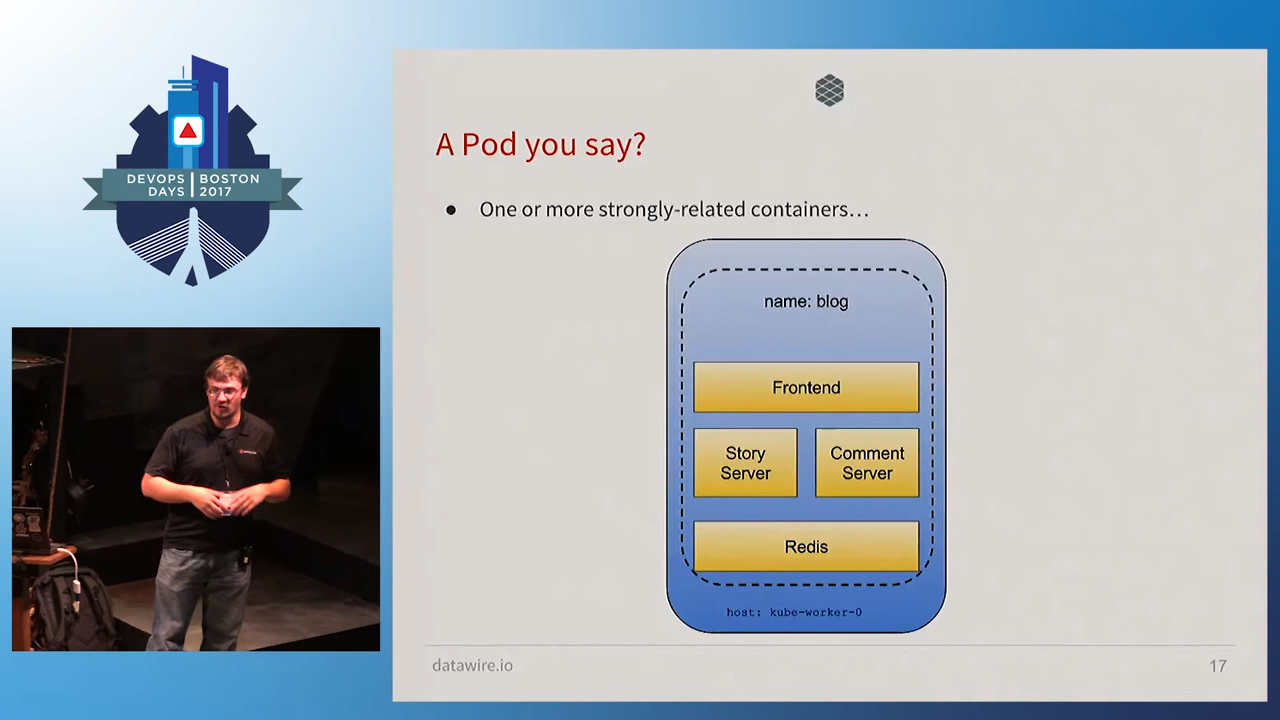 DEVOPS BOSTON
DAYS 2017
A Pod you say?
● One or more strongly-related containers…
name: blog
Frontend
Story
Server
Comment
Server
Redis
host: kube-worker-0
datawire.io
17